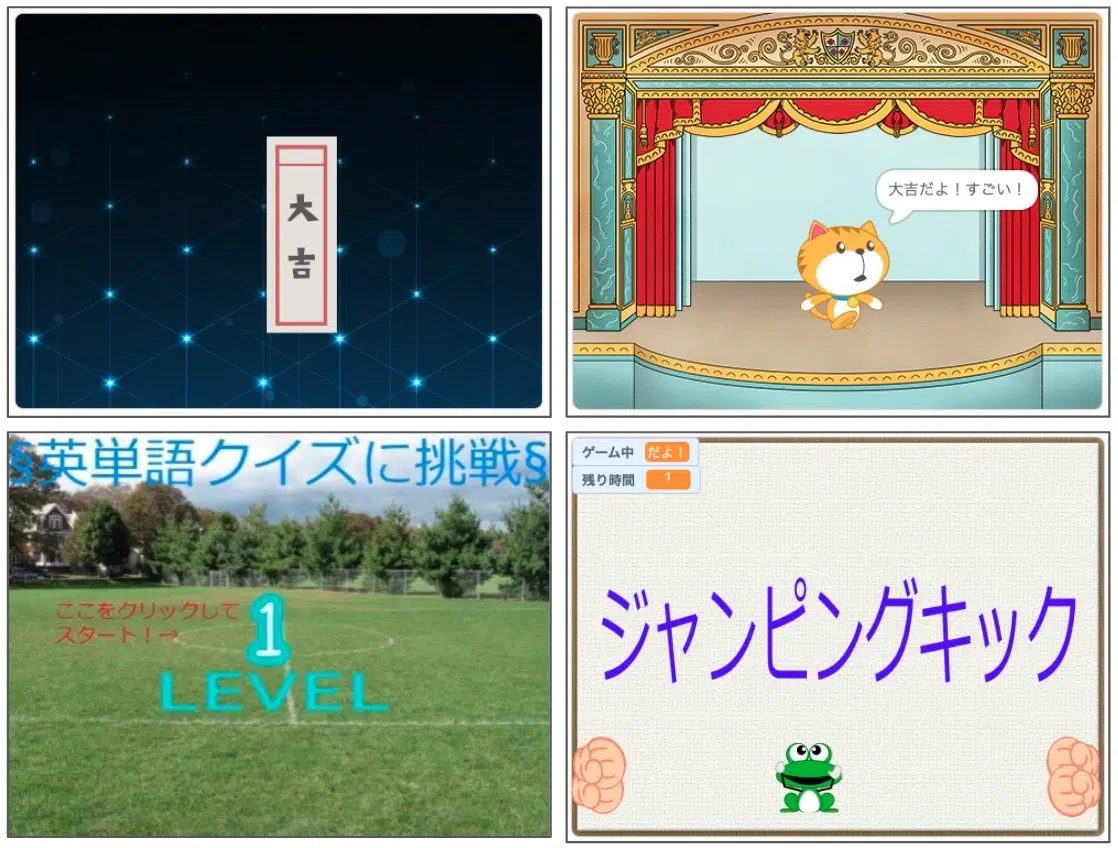 大
吉
大吉だよ！すごい！
§英単語クイズに挑戦§
ここをクリックして
スタート！→
1
LEVEL
ゲーム中 だよ！
残り時間 1
ジャンピングキック